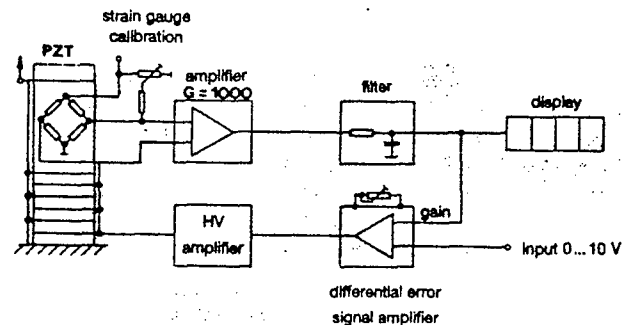 strain gauge
calibration
PZT
amplifier
G = 1000
filter
display
HV
amplifier
gain
Input 0...10 V
differential error
signal amplifier